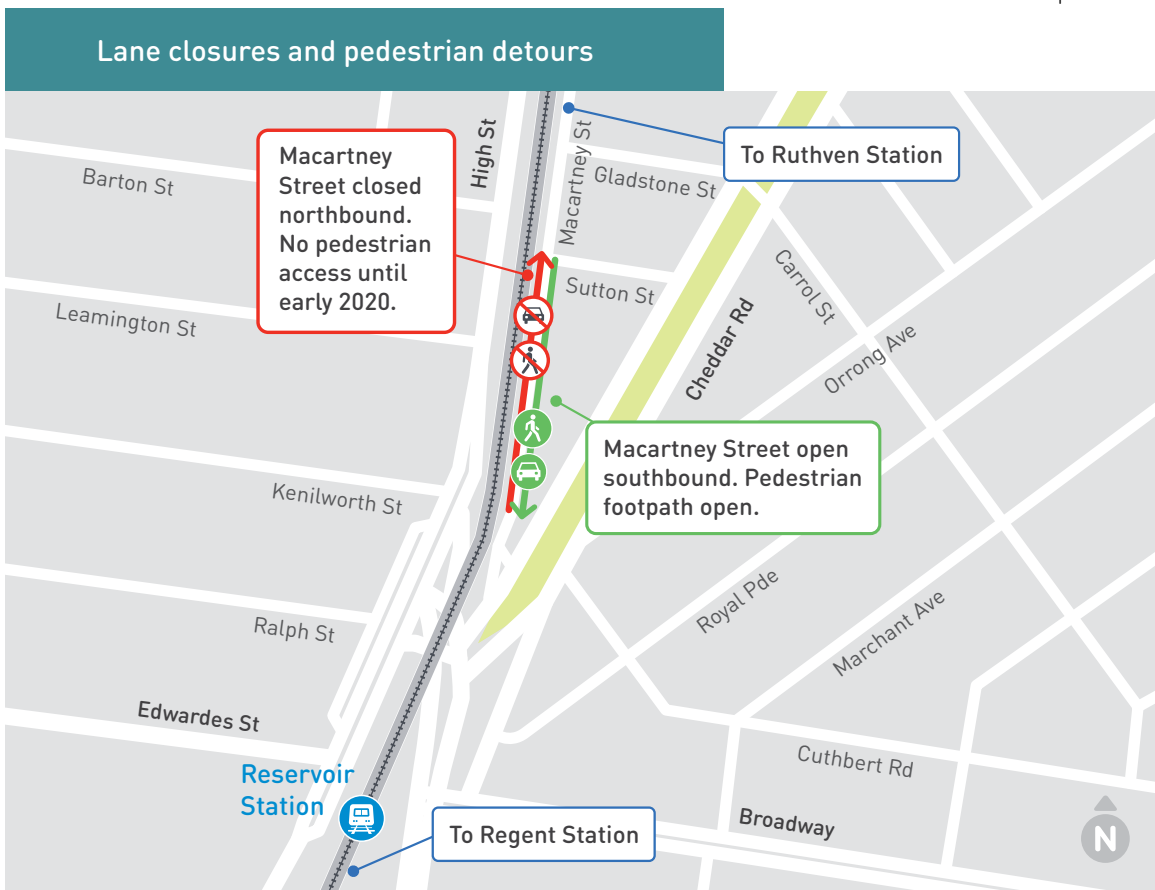 Lane closures and pedestrian detours
Macartney
Street closed
northbound.
No pedestrian
access until
early 2020.
High St
Macartney St
To Ruthven Station
Barton St
Gladstone St
Leamington St
Sutton St
Carrol St
Cheddar Rd
Orrong Ave
Macartney Street open
southbound. Pedestrian
footpath open.
Kenilworth St
Ralph St
Royal Pde
Marchant Ave
Edwardes St
Cuthbert Rd
Reservoir
Station
To Regent Station
Broadway
N